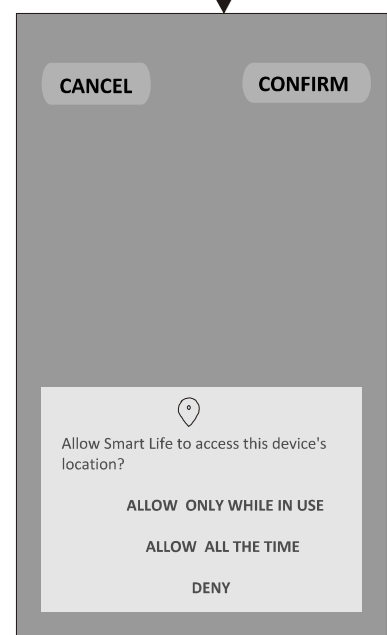 CANCEL
CONFIRM
Allow Smart Life to access this device's
location?
ALLOW ONLY WHILE IN USE
ALLOW ALL THE TIME
DENY